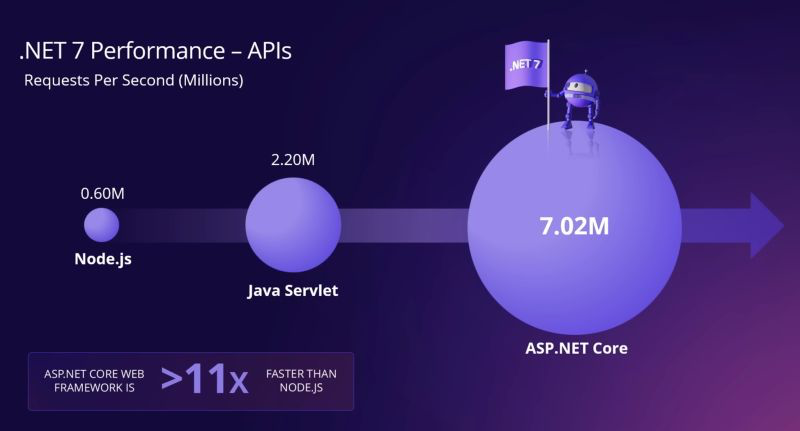 .NET 7 Performance – APIs
Requests Per Second (Millions)
.NET 7
0.60M
Node.js
2.20M
Java Servlet
7.02M
ASP.NET Core
ASP.NET CORE WEB
FRAMEWORK IS
>11x
FASTER THAN
NODE.JS